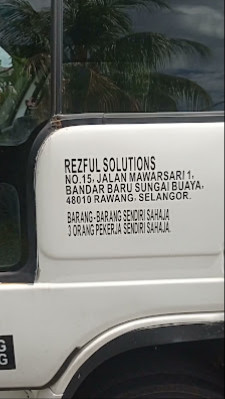 REZFUL SOLUTIONS
NO.15, JALAN MAWARSARI 1,
BANDAR BARU SUNGAI BUAYA,
48010 RAWANG, SELANGOR.
BARANG-BARANG SENDIRI SAHAJA
3 ORANG PEKERJA SENDIRI SAHAJA.